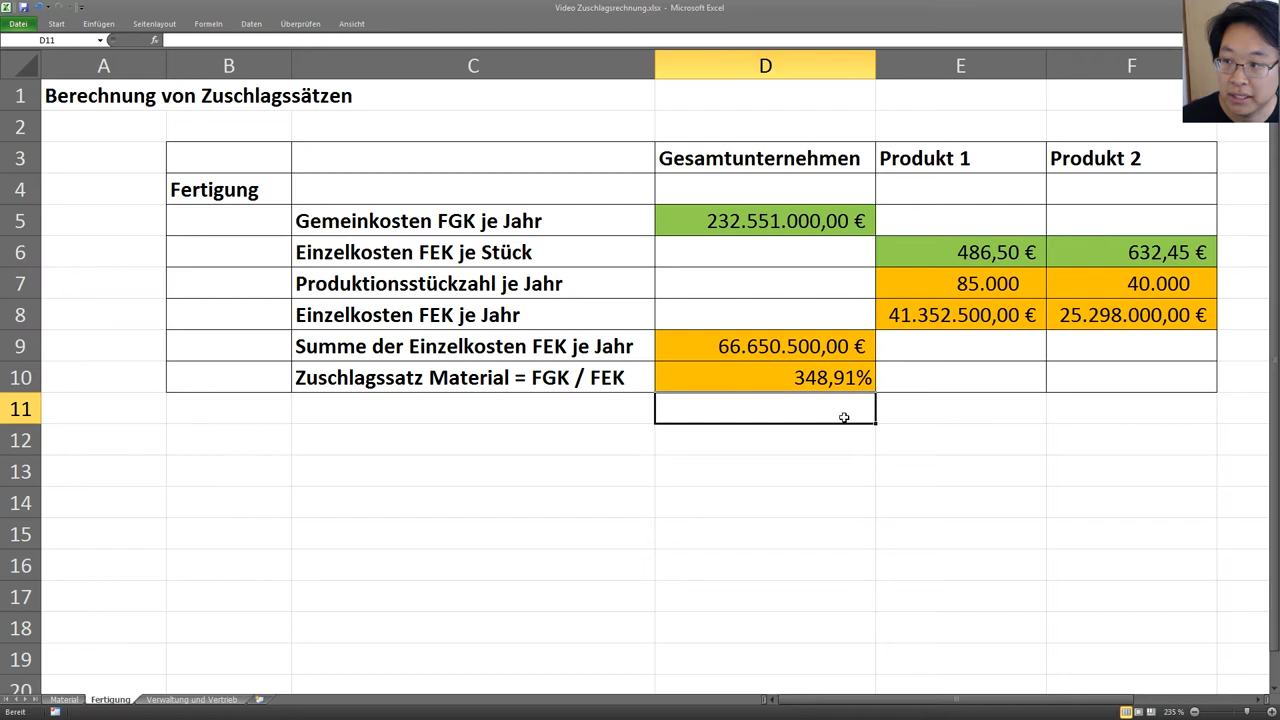 Video Zuschlagsrechnung.xlsx - Microsoft Excel
Datei Start Einfügen Seitenlayout Formeln Daten Überprüfen Ansicht
D11 fx
A B C D E F
1 Berechnung von Zuschlagssätzen
2
3 Gesamtunternehmen Produkt 1 Produkt 2
4 Fertigung
5 Gemeinkosten FGK je Jahr 232.551.000,00 €
6 Einzelkosten FEK je Stück 486,50 € 632,45 €
7 Produktionsstückzahl je Jahr 85.000 40.000
8 Einzelkosten FEK je Jahr 41.352.500,00 € 25.298.000,00 €
9 Summe der Einzelkosten FEK je Jahr 66.650.500,00 €
10 Zuschlagssatz Material = FGK / FEK 348,91%
11
12
13
14
15
16
17
18
19
20
Material Fertigung Verwaltung und Vertrieb
Bereit 235 %